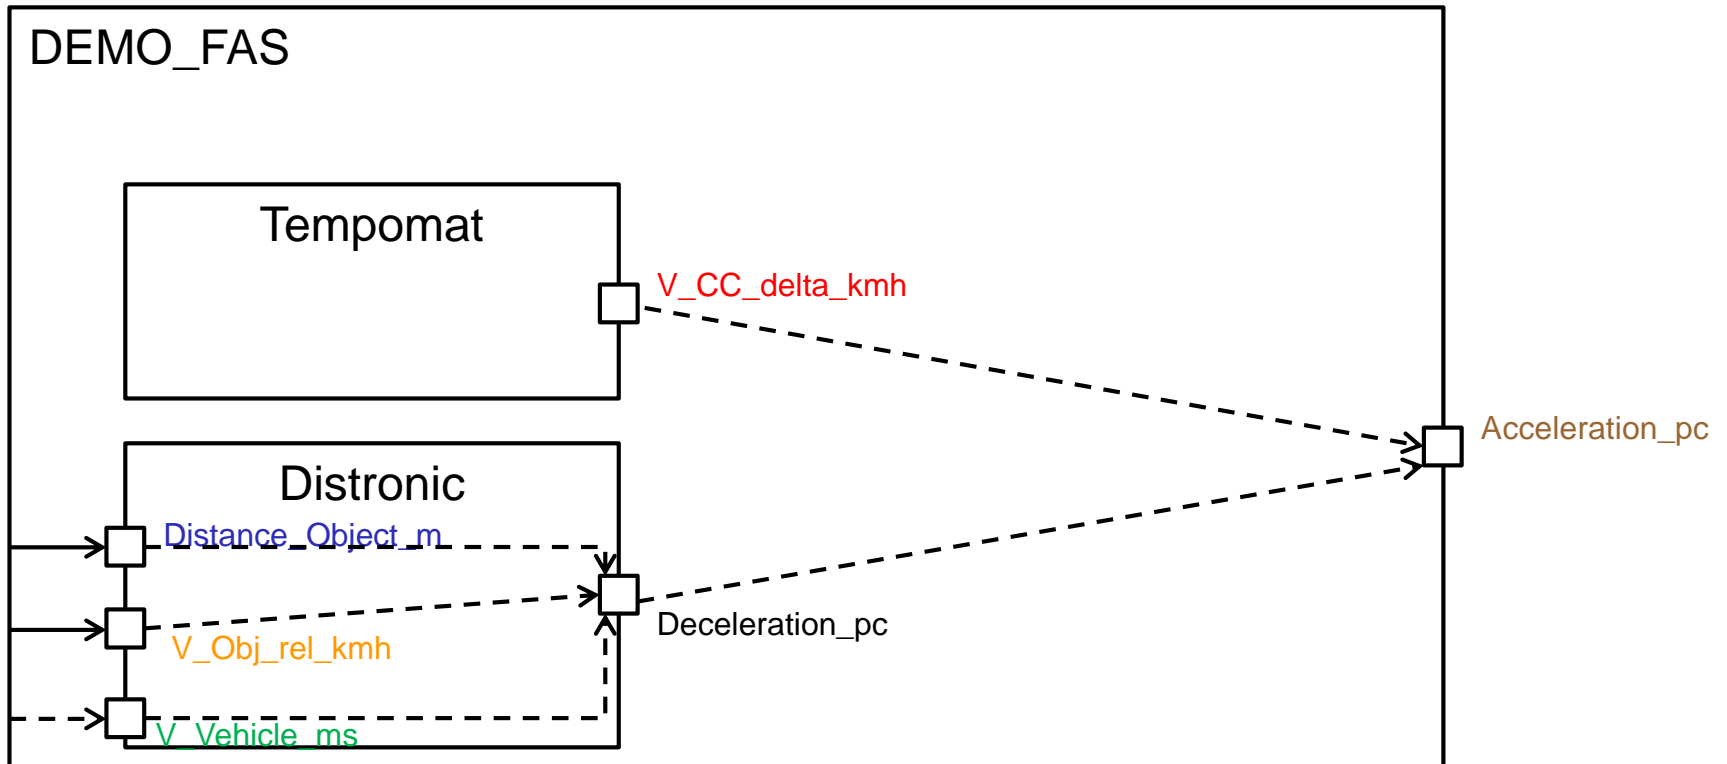 DEMO_FAS
Tempomat
V_CC_delta_kmh
Acceleration_pc
Distronic
Distance_Object_m
V_Obj_rel_kmh
Deceleration_pc
V_Vehicle_ms